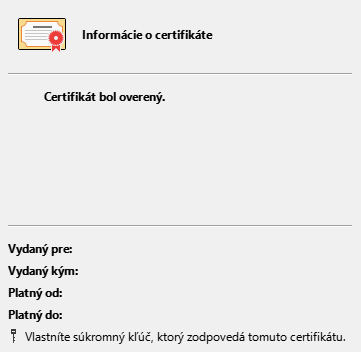 Informácie o certifikáte
Certifikát bol overený.
Vydaný pre:
Vydaný kým:
Platný od:
Platný do:
Vlastníte súkromný kľúč, ktorý zodpovedá tomuto certifikátu.